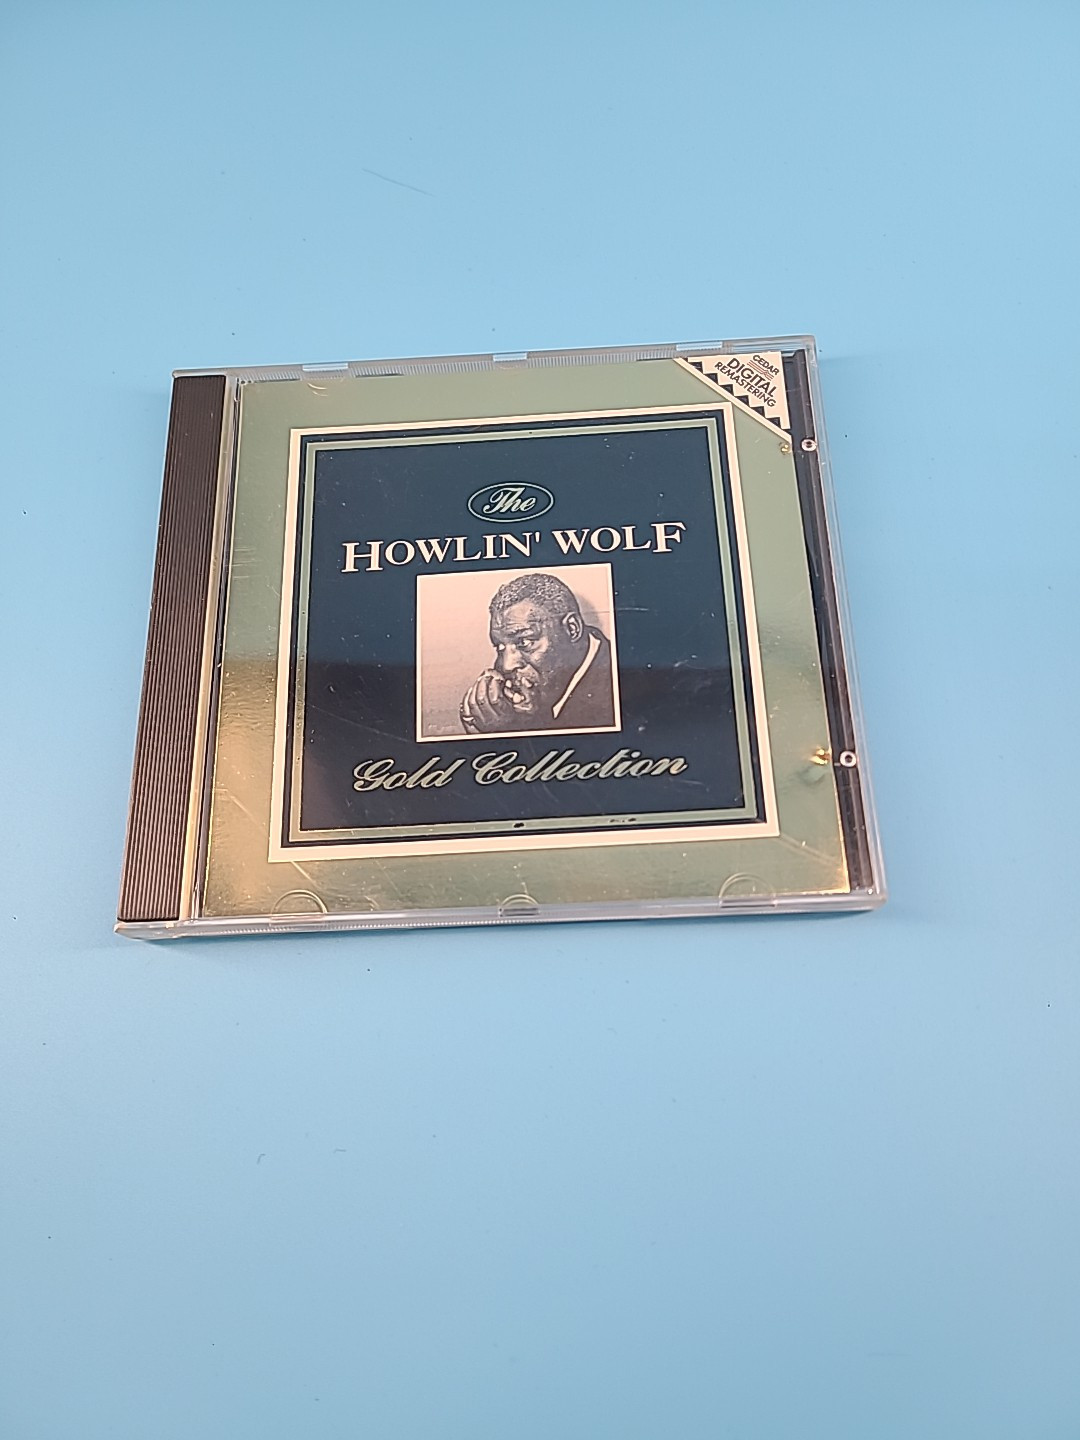 CEDAR
DIGITAL
REMASTERING
The
HOWLIN' WOLF
Gold Collection